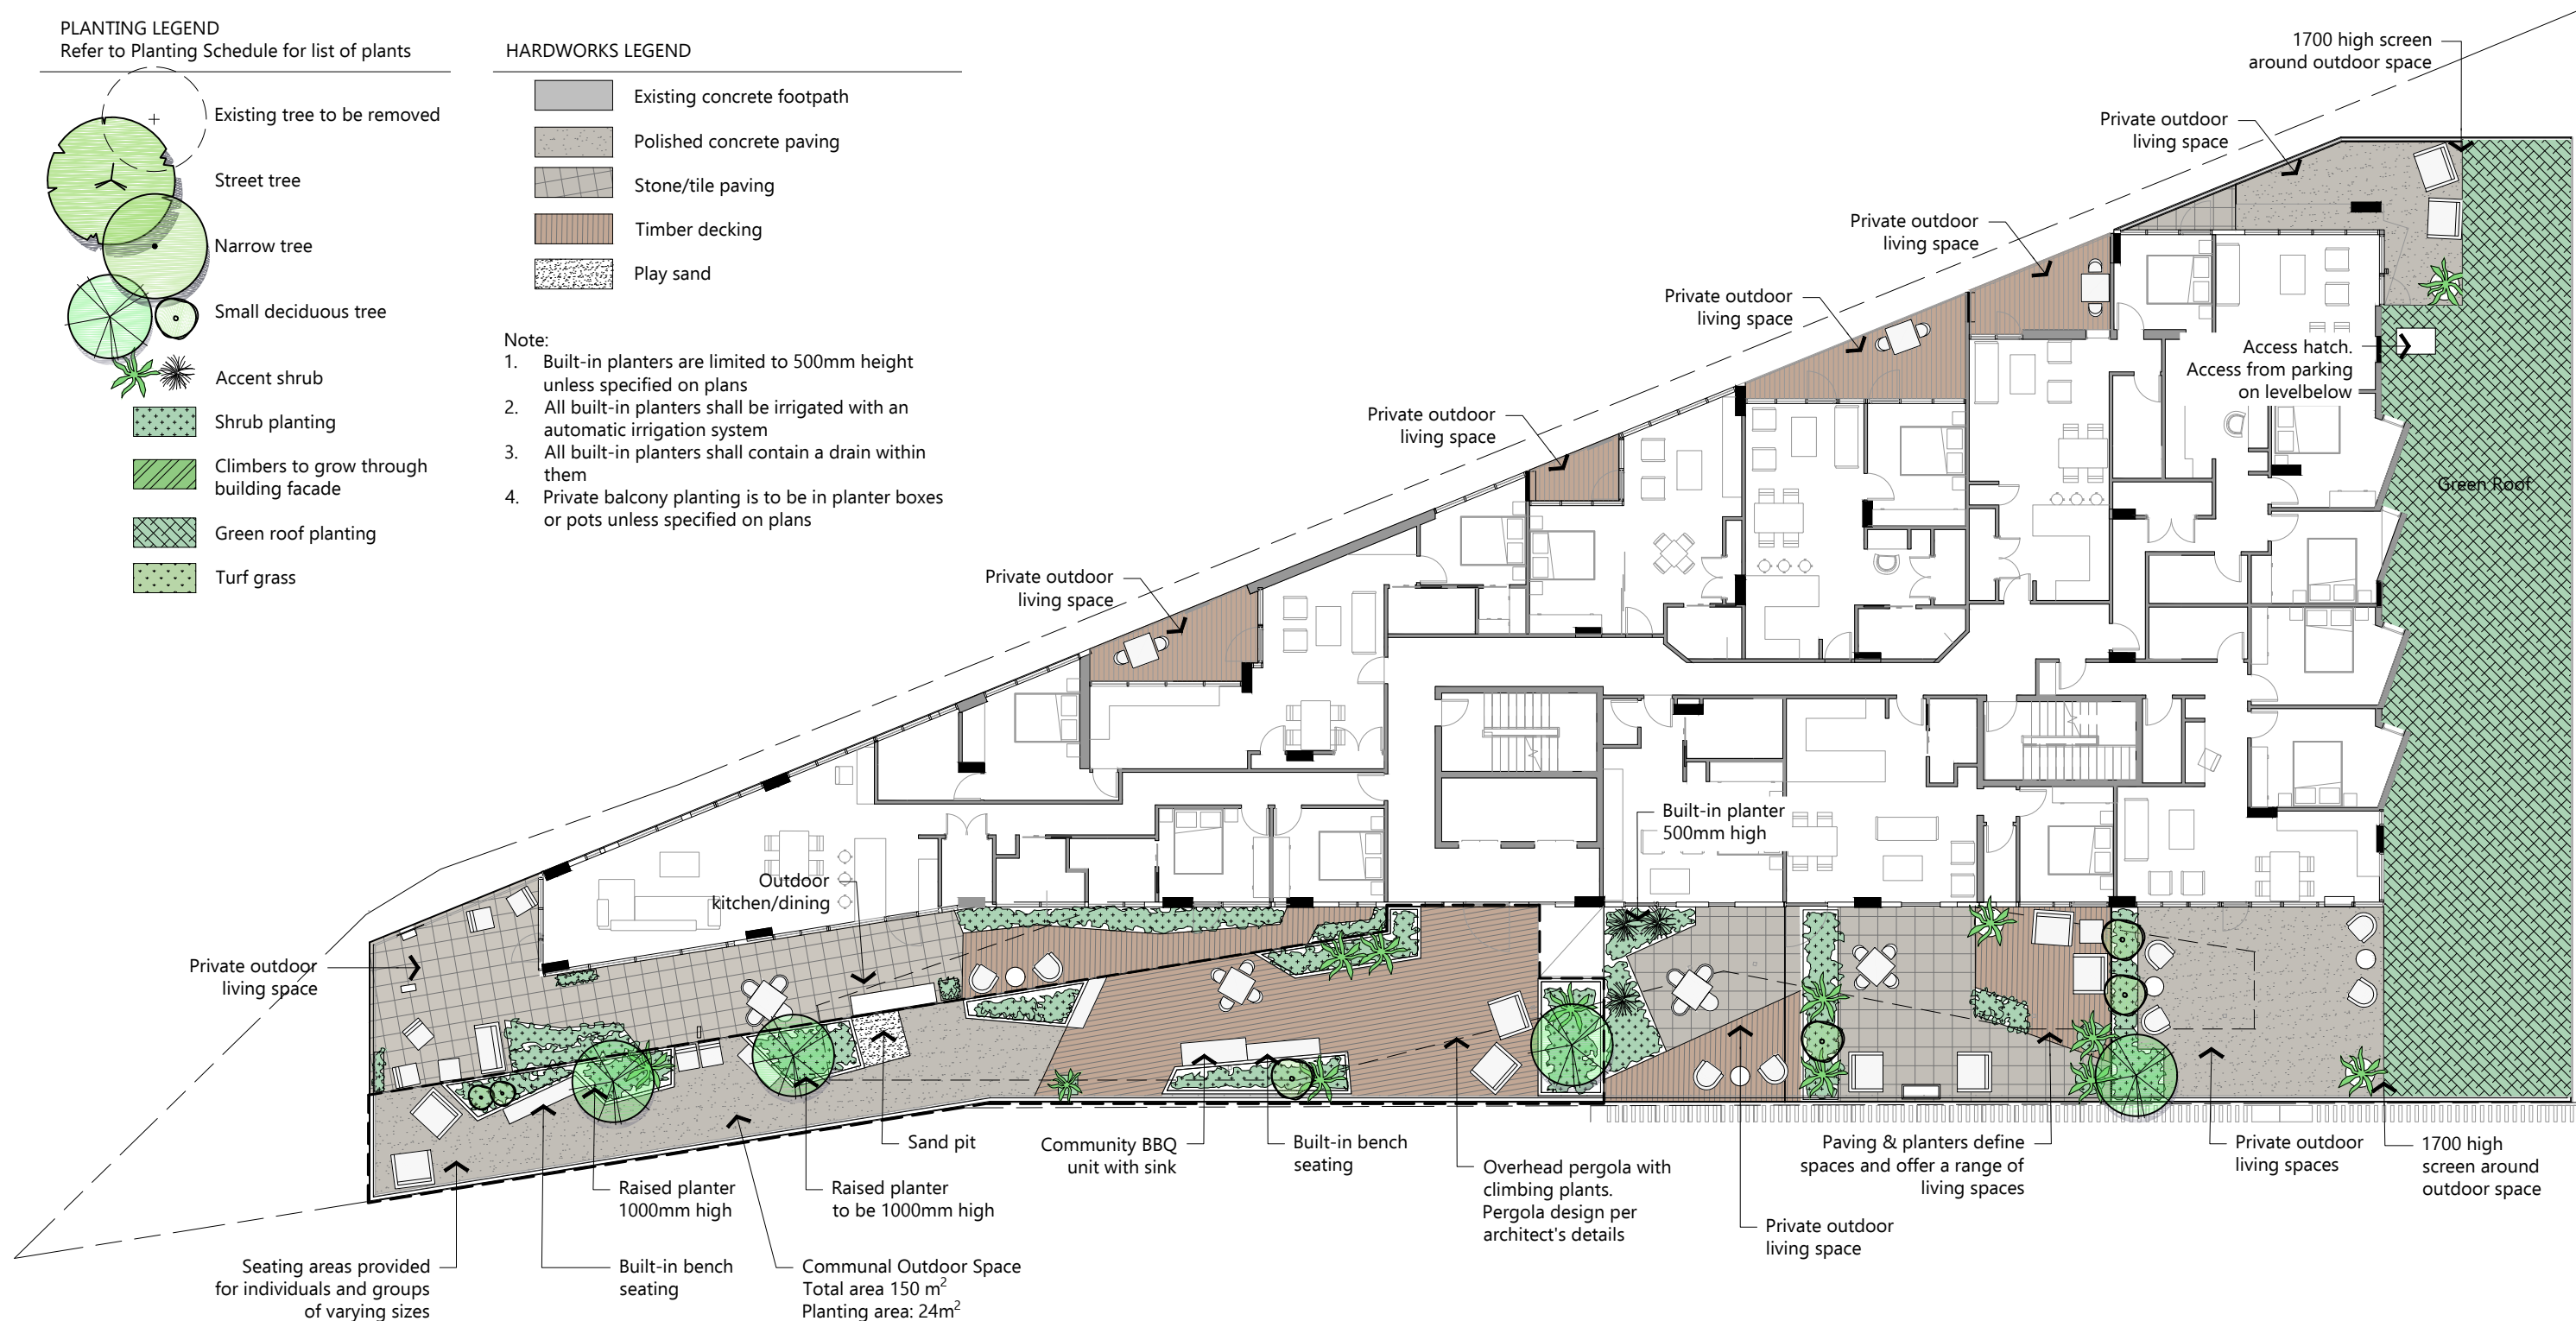 PLANTING LEGEND
Refer to Planting Schedule for list of plants
Existing tree to be removed
Street tree
Narrow tree
Small deciduous tree
Accent shrub
Shrub planting
Climbers to grow through
building facade
Green roof planting
Turf grass
HARDWORKS LEGEND
Existing concrete footpath
Polished concrete paving
Stone/tile paving
Timber decking
Play sand
Note:
1. Built-in planters are limited to 500mm height
unless specified on plans
2. All built-in planters shall be irrigated with an
automatic irrigation system
3. All built-in planters shall contain a drain within
them
4. Private balcony planting is to be in planter boxes
or pots unless specified on plans
1700 high screen
around outdoor space
Private outdoor
living space
Private outdoor
living space
Private outdoor
living space
Private outdoor
living space
Private outdoor
living space
Access hatch.
Access from parking
on levelbelow
Green Roof
Built-in planter
500mm high
Outdoor
kitchen/dining
Private outdoor
living space
Sand pit
Community BBQ
unit with sink
Built-in bench
seating
Overhead pergola with
climbing plants.
Pergola design per
architect's details
Paving & planters define
spaces and offer a range of
living spaces
Private outdoor
living spaces
1700 high
screen around
outdoor space
Raised planter
1000mm high
Raised planter
to be 1000mm high
Private outdoor
living space
Seating areas provided
for individuals and groups
of varying sizes
Built-in bench
seating
Communal Outdoor Space
Total area 150 m²
Planting area: 24m²